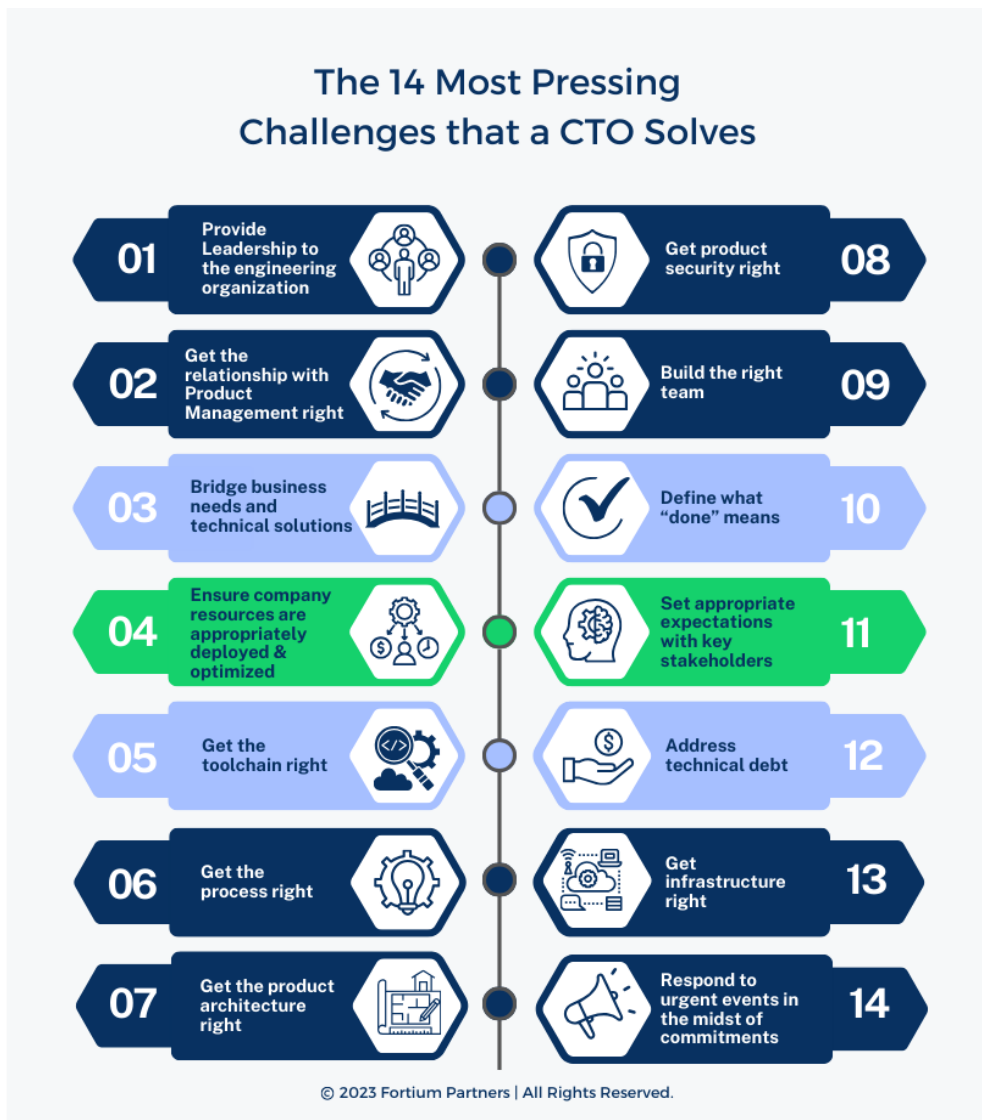 The 14 Most Pressing
Challenges that a CTO Solves
01
Provide
Leadership to
the engineering
organization
02
Get the
relationship with
Product
Management right
03
Bridge business
needs and
technical solutions
04
Ensure company
resources are
appropriately
deployed &
optimized
05
Get the
toolchain right
06
Get the
process right
07
Get the product
architecture
right
Get product
security right
08
Build the right
team
09
Define what
“done” means
10
Set appropriate
expectations
with key
stakeholders
11
Address
technical debt
12
Get
infrastructure
right
13
Respond to
urgent events in
the midst of
commitments
14
© 2023 Fortium Partners | All Rights Reserved.